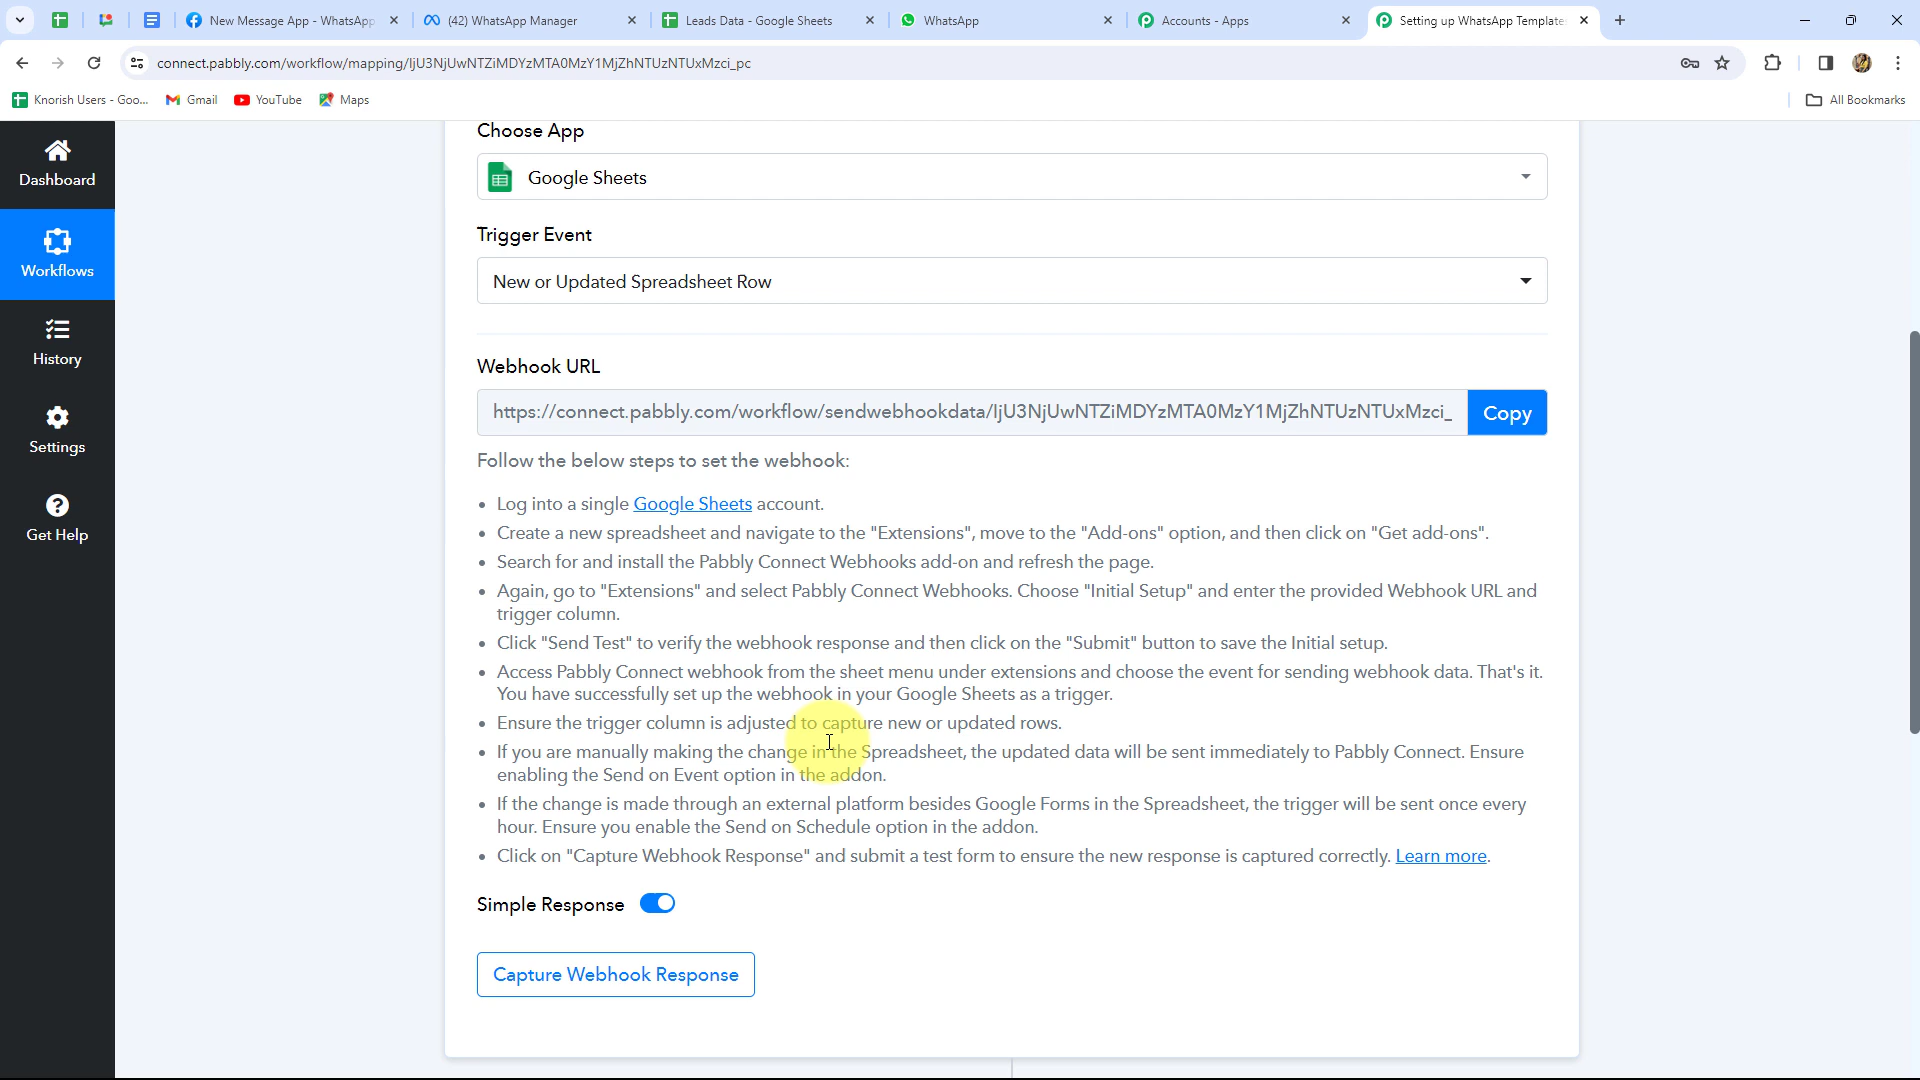 New Message App - WhatsApp
(42) WhatsApp Manager
Leads Data - Google Sheets
WhatsApp
Accounts - Apps
Setting up WhatsApp Template
connect.pabbly.com/workflow/mapping/IjU3NjUwNTZiMDYzMTA0MzY1MjZhNTUzNTUxMzci_pc
Knorish Users - Goo...
Gmail
YouTube
Maps
All Bookmarks
Dashboard
Workflows
History
Settings
Get Help
Choose App
Google Sheets
Trigger Event
New or Updated Spreadsheet Row
Webhook URL
https://connect.pabbly.com/workflow/sendwebhookdata/IjU3NjUwNTZiMDYzMTA0MzY1MjZhNTUzNTUxMzci_
Copy
Follow the below steps to set the webhook:
• Log into a single Google Sheets account.
• Create a new spreadsheet and navigate to the "Extensions", move to the "Add-ons" option, and then click on "Get add-ons".
• Search for and install the Pabbly Connect Webhooks add-on and refresh the page.
• Again, go to "Extensions" and select Pabbly Connect Webhooks. Choose "Initial Setup" and enter the provided Webhook URL and
trigger column.
• Click "Send Test" to verify the webhook response and then click on the "Submit" button to save the Initial setup.
• Access Pabbly Connect webhook from the sheet menu under extensions and choose the event for sending webhook data. That's it.
You have successfully set up the webhook in your Google Sheets as a trigger.
• Ensure the trigger column is adjusted to capture new or updated rows.
• If you are manually making the change in the Spreadsheet, the updated data will be sent immediately to Pabbly Connect. Ensure
enabling the Send on Event option in the addon.
• If the change is made through an external platform besides Google Forms in the Spreadsheet, the trigger will be sent once every
hour. Ensure you enable the Send on Schedule option in the addon.
• Click on "Capture Webhook Response" and submit a test form to ensure the new response is captured correctly. Learn more.
Simple Response
Capture Webhook Response